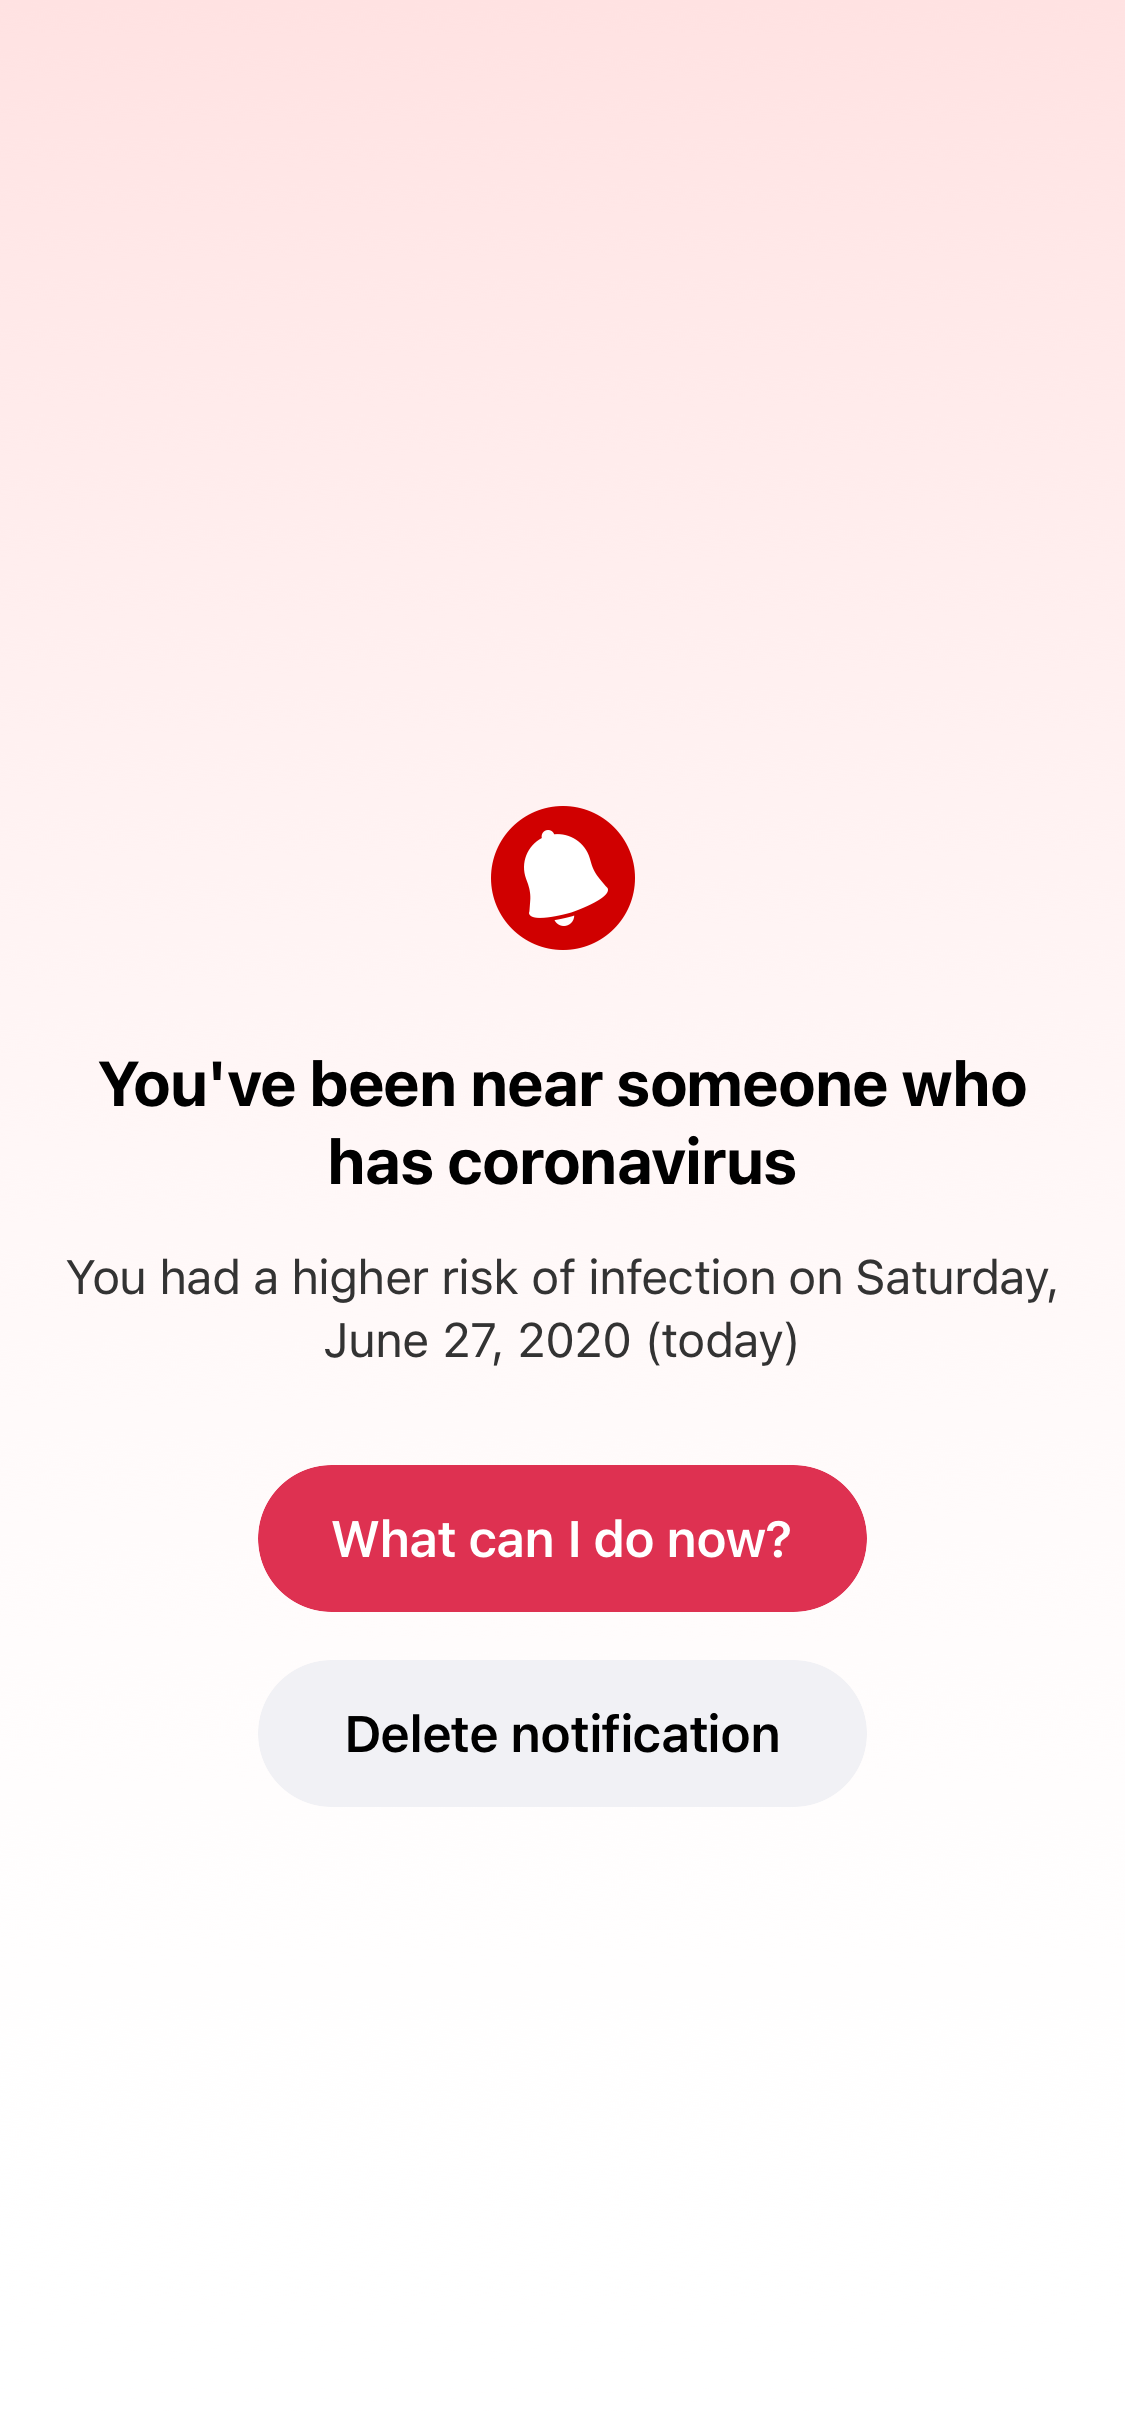 You've been near someone who
has coronavirus
You had a higher risk of infection on Saturday,
June 27, 2020 (today)
What can I do now?
Delete notification